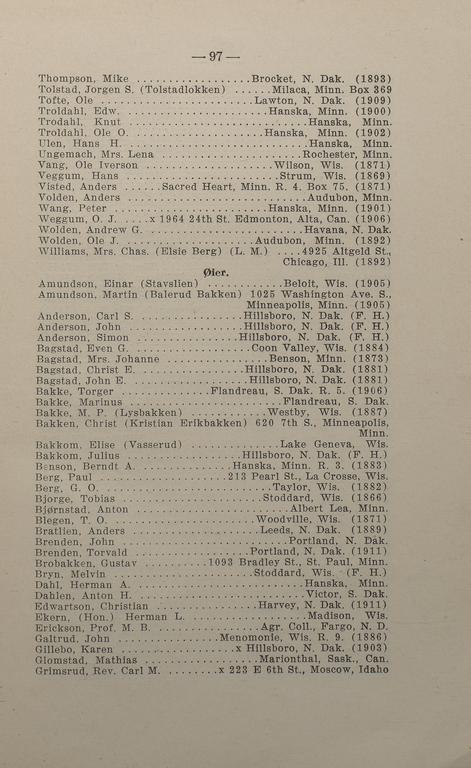 — 97 —
Thompson, Mike .................Brocket, N. Dak. (1893)
Tolstad, Jorgen S. (Tolstadlokken) ......Milaca, Minn. Box 369
Tofte, Ole ........................Lawton, N. Dak. (1909)
Troldahl, Edw. ......................Hanska, Minn. (1900)
Trodahl, Knut ............................Hanska, Minn.
Troldahl, Ole O. .....................Hanska, Minn. (1902)
Ulen, Hans H. ............................Hanska, Minn.
Ungemach, Mrs. Lena ......................Rochester, Minn.
Vang, Ole Iverson ....................Wilson, Wis. (1871)
Veggum, Hans .........................Strum, Wis. (1869)
Visted, Anders ......Sacred Heart, Minn. R. 4. Box 75. (1871)
Volden, Anders ............................Audubon, Minn.
Wang, Peter .........................Hanska, Minn. (1901)
Weggum, O. J. ....x 1964 24th St. Edmonton, Alta, Can. (1906)
Wolden, Andrew G. ........................Havana, N. Dak.
Wolden, Ole J. ....................Audubon, Minn. (1892)
Williams, Mrs. Chas. (Elsie Berg) (L. M.) ....4925 Altgeld St.,
Chicago, Ill. (1892)
Øier.
Amundson, Einar (Stavslien) ............Beloit, Wis. (1905)
Amundson, Martin (Balerud Bakken) 1025 Washington Ave. S.,
Minneapolis, Minn. (1905)
Anderson, Carl S. .................Hillsboro, N. Dak. (F. H.)
Anderson, John ...................Hillsboro, N. Dak. (F. H.)
Anderson, Simon ..................Hillsboro, N. Dak. (F. H.)
Bagstad, Even G. ...................Coon Valley, Wis. (1884)
Bagstad, Mrs. Johanne .................Benson, Minn. (1873)
Bagstad, Christ E. .................Hillsboro, N. Dak. (1881)
Bagstad, John E. ...................Hillsboro, N. Dak. (1881)
Bakke, Torger ..............Flandreau, S. Dak. R. 5. (1906)
Bakke, Marinus ........................Flandreau, S. Dak.
Bakke, M. P. (Lysbakken) ............Westby, Wis. (1887)
Bakken, Christ (Kristian Erikbakken) 620 7th S., Minneapolis,
Minn.
Bakkom, Elise (Vasserud) ..............Lake Geneva, Wis.
Bakkom, Julius ..................Hillsboro, N. Dak. (F. H.)
Benson, Berndt A. ...............Hanska, Minn. R. 3. (1883)
Berg, Paul .....................213 Pearl St., La Crosse, Wis.
Berg, G. O. ..........................Taylor, Wis. (1882)
Bjorge, Tobias .....................Stoddard, Wis. (1866)
Bjørnstad, Anton ........................Albert Lea, Minn.
Blegen, T. O. ......................Woodville, Wis. (1871)
Bratlien, Anders .....................Leeds, N. Dak. (1889)
Brenden, John .........................Portland, N. Dak.
Brenden, Torvald ..................Portland, N. Dak. (1911)
Brobakken, Gustav ...........1093 Bradley St., St. Paul, Minn.
Bryn, Melvin .......................Stoddard, Wis. (F. H.)
Dahl, Herman A. ..........................Hanska, Minn.
Dahlen, Anton H. ..........................Victor, S. Dak.
Edwartson, Christian ................Harvey, N. Dak. (1911)
Ekern, (Hon.) Herman L. ....................Madison, Wis.
Erickson, Prof. M. B. .................Agr. Coll., Fargo, N. D.
Galtrud, John ................Menomonie, Wis. R. 9. (1886)
Gillebo, Karen ...................x Hillsboro, N. Dak. (1903)
Glomstad, Mathias .................Marionthal, Sask., Can.
Grimsrud, Rev. Carl M. ........x 223 E 6th St., Moscow, Idaho